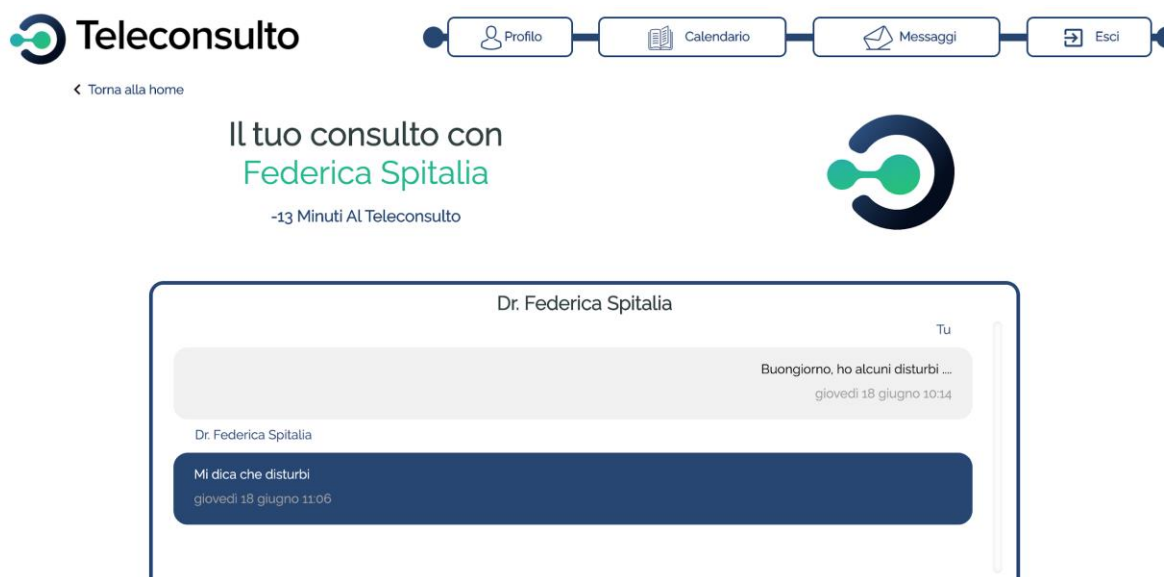 Teleconsulto
Profilo
Calendario
Messaggi
Esci
Torna alla home
Il tuo consulto con
Federica Spitalia
-13 Minuti Al Teleconsulto
Dr. Federica Spitalia
Tu
Buongiorno, ho alcuni disturbi ....
giovedì 18 giugno 10:14
Dr. Federica Spitalia
Mi dica che disturbi
giovedì 18 giugno 11:06